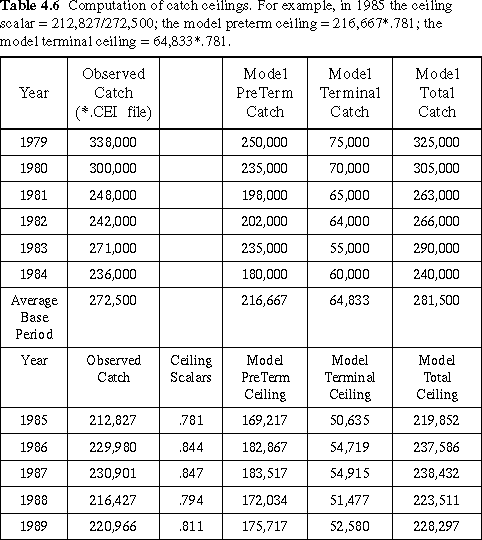 Table 4.6 Computation of catch ceilings. For example, in 1985 the ceiling
scalar = 212,827/272,500; the model preterm ceiling = 216,667*.781; the
model terminal ceiling = 64,833*.781.
Year Observed Catch (*.CEI file) Model PreTerm Catch Model Terminal Catch Model Total Catch
1979 338,000 250,000 75,000 325,000
1980 300,000 235,000 70,000 305,000
1981 248,000 198,000 65,000 263,000
1982 242,000 202,000 64,000 266,000
1983 271,000 235,000 55,000 290,000
1984 236,000 180,000 60,000 240,000
Average Base Period 272,500 216,667 64,833 281,500
Year Observed Catch Ceiling Scalars Model PreTerm Ceiling Model Terminal Ceiling Model Total Ceiling
1985 212,827 .781 169,217 50,635 219,852
1986 229,980 .844 182,867 54,719 237,586
1987 230,901 .847 183,517 54,915 238,432
1988 216,427 .794 172,034 51,477 223,511
1989 220,966 .811 175,717 52,580 228,297